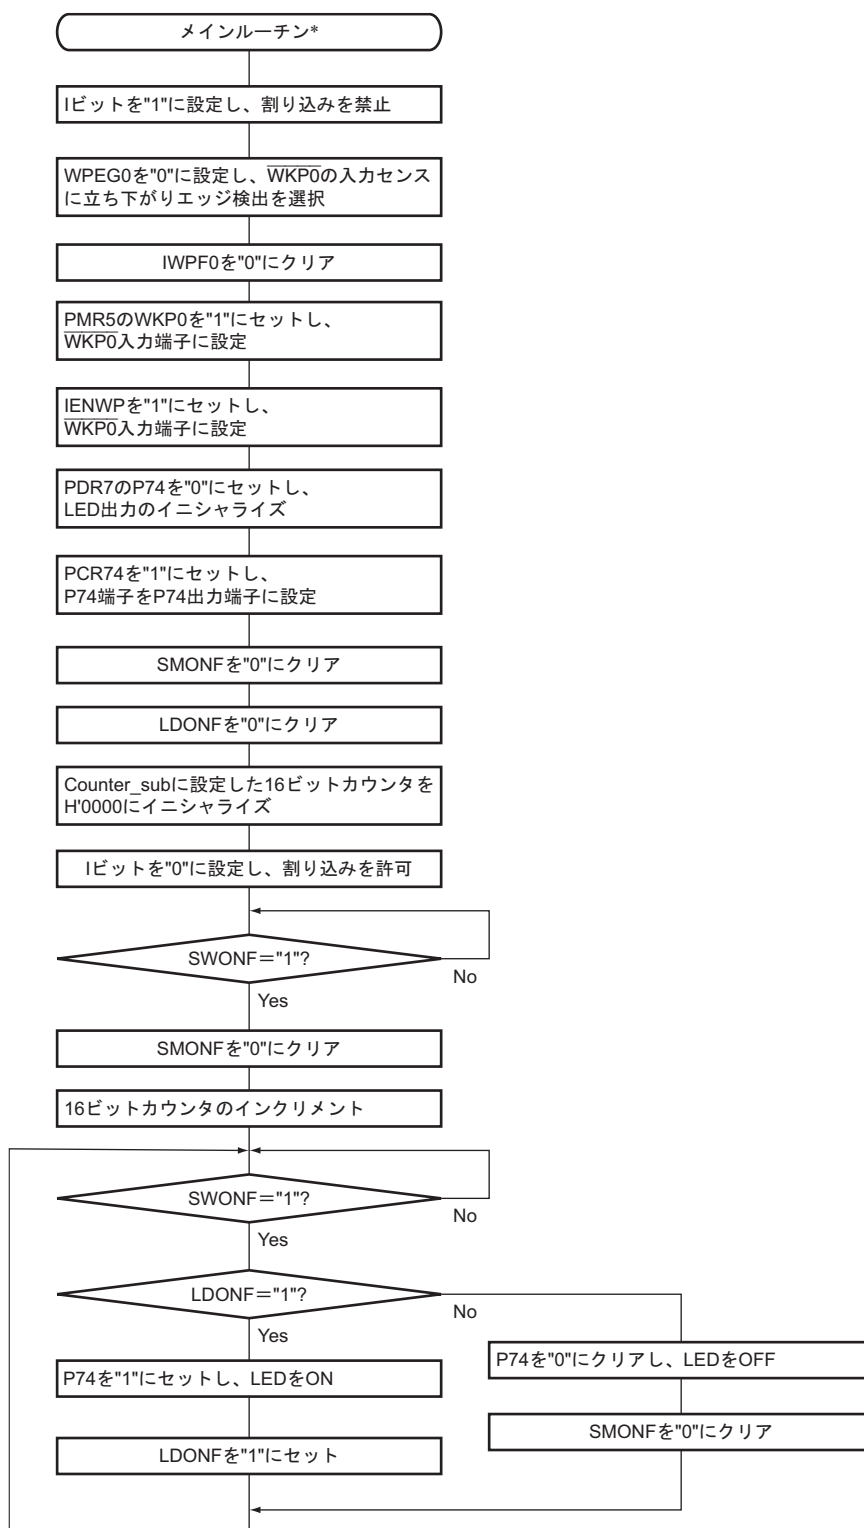 メインルーチン*
Iビットを"1"に設定し、割り込みを禁止
WPEG0を"0"に設定し、WKP0の入力センス
に立ち下がりエッジ検出を選択
IWPF0を"0"にクリア
PMR5のWKP0を"1"にセットし、
WKP0入力端子に設定
IENWPを"1"にセットし、
WKP0入力端子に設定
PDR7のP74を"0"にセットし、
LED出力のイニシャライズ
PCR74を"1"にセットし、
P74端子をP74出力端子に設定
SMONFを"0"にクリア
LDONFを"0"にクリア
Counter_subに設定した16ビットカウンタを
H'0000にイニシャライズ
Iビットを"0"に設定し、割り込みを許可
SWONF＝"1"?
No
Yes
SMONFを"0"にクリア
16ビットカウンタのインクリメント
SWONF＝"1"?
No
Yes
LDONF＝"1"?
No
Yes
P74を"1"にセットし、LEDをON
P74を"0"にクリアし、LEDをOFF
LDONFを"1"にセット
SMONFを"0"にクリア